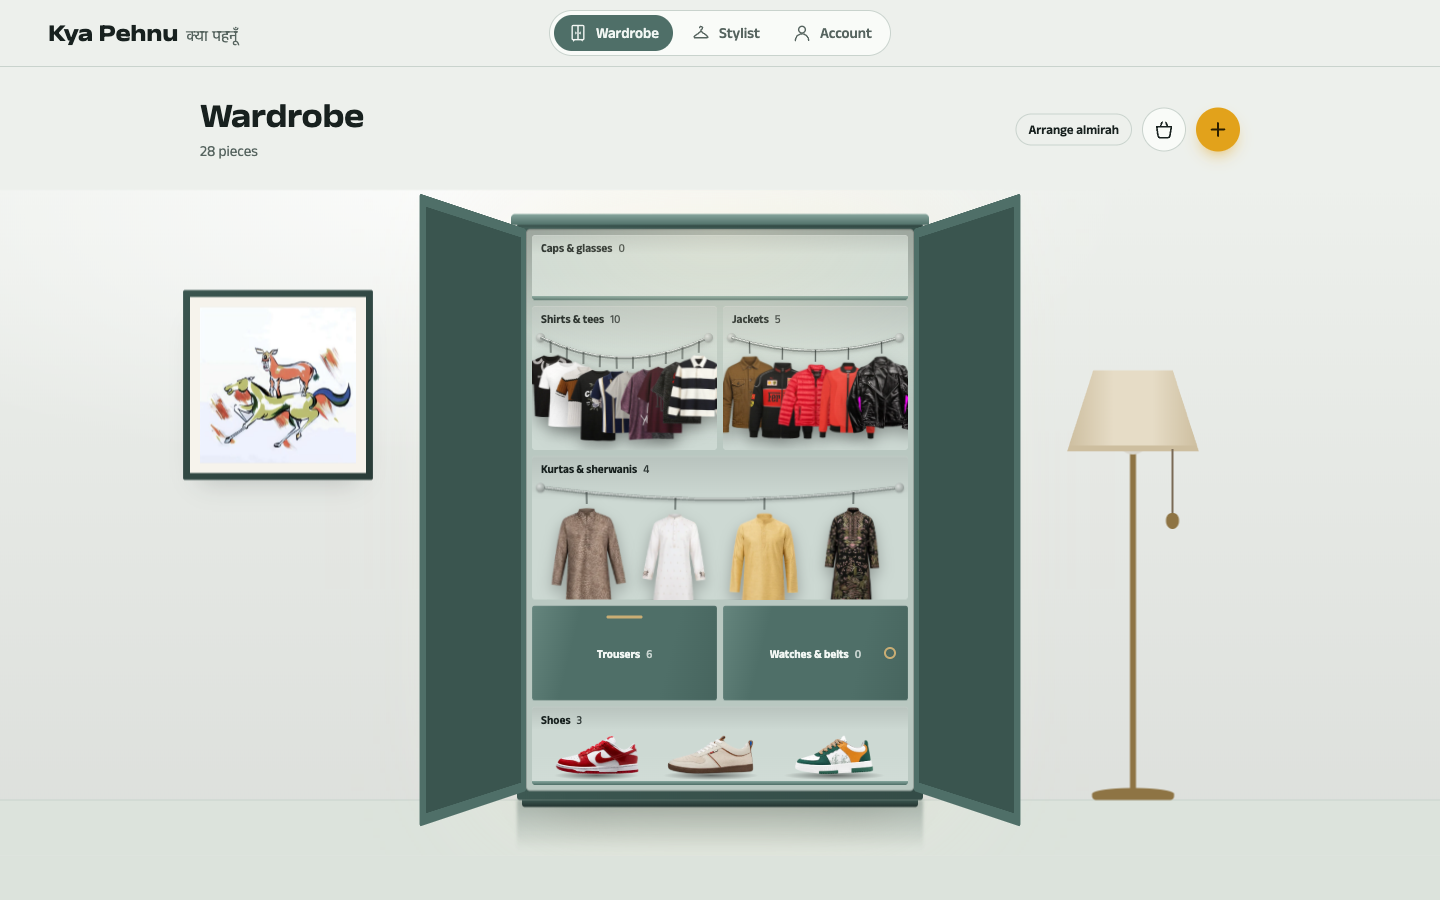 Kya Pehnu क्या पहनूँ
Wardrobe
Stylist
Account
Wardrobe
28 pieces
Arrange almirah
Caps & glasses 0
Shirts & tees 10
Jackets 5
Kurtas & sherwanis 4
Trousers 6
Watches & belts 0
Shoes 3